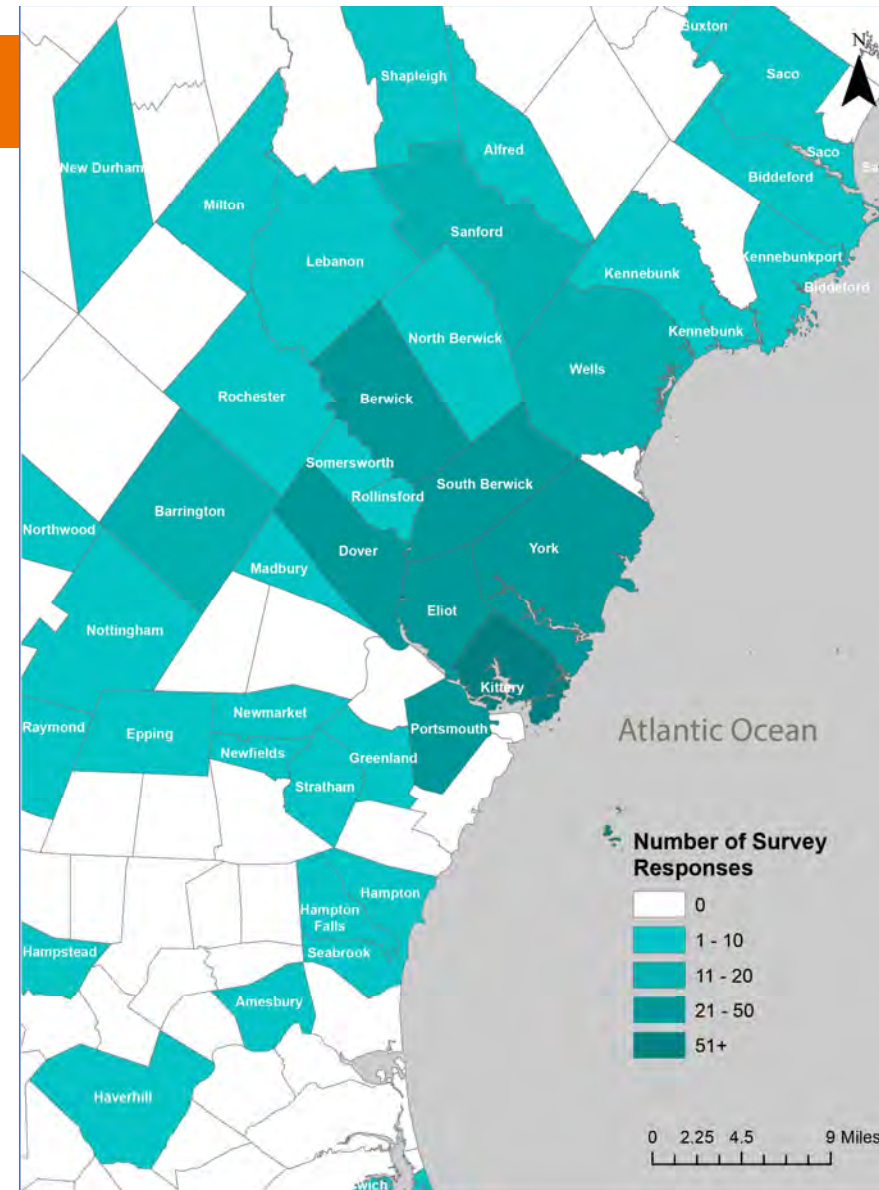 Buxton
N
Saco
Shapleigh
Alfred
Saco
New Durham
Biddeford
Milton
Sanford
Lebanon
Kennebunk
Kennebunkport
Biddeford
Kennebunk
North Berwick
Wells
Rochester
Berwick
Somersworth
South Berwick
Rollinsford
Barrington
Northwood
Dover
York
Madbury
Eliot
Nottingham
Kittery
Newmarket
Raymond
Epping
Portsmouth
Atlantic Ocean
Newfields
Greenland
Stratham
Number of Survey
Responses
0
1 - 10
11 - 20
21 - 50
51+
Hampton
Hampton
Falls
Hampstead
Seabrook
Amesbury
Haverhill
0 2.25 4.5 9 Miles